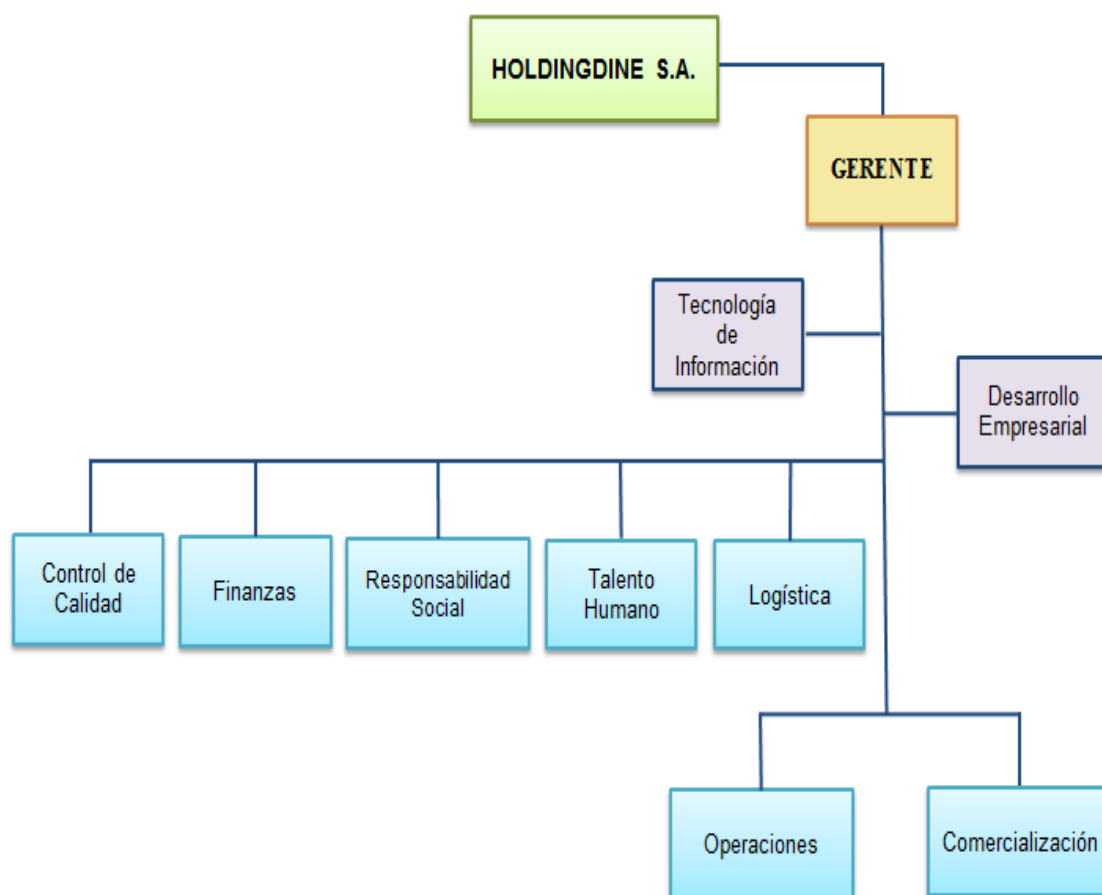 HOLDINGDINE S.A.
GERENTE
Tecnología
de
Información
Desarrollo
Empresarial
Control de
Calidad
Finanzas
Responsabilidad
Social
Talento
Humano
Logística
Operaciones
Comercialización